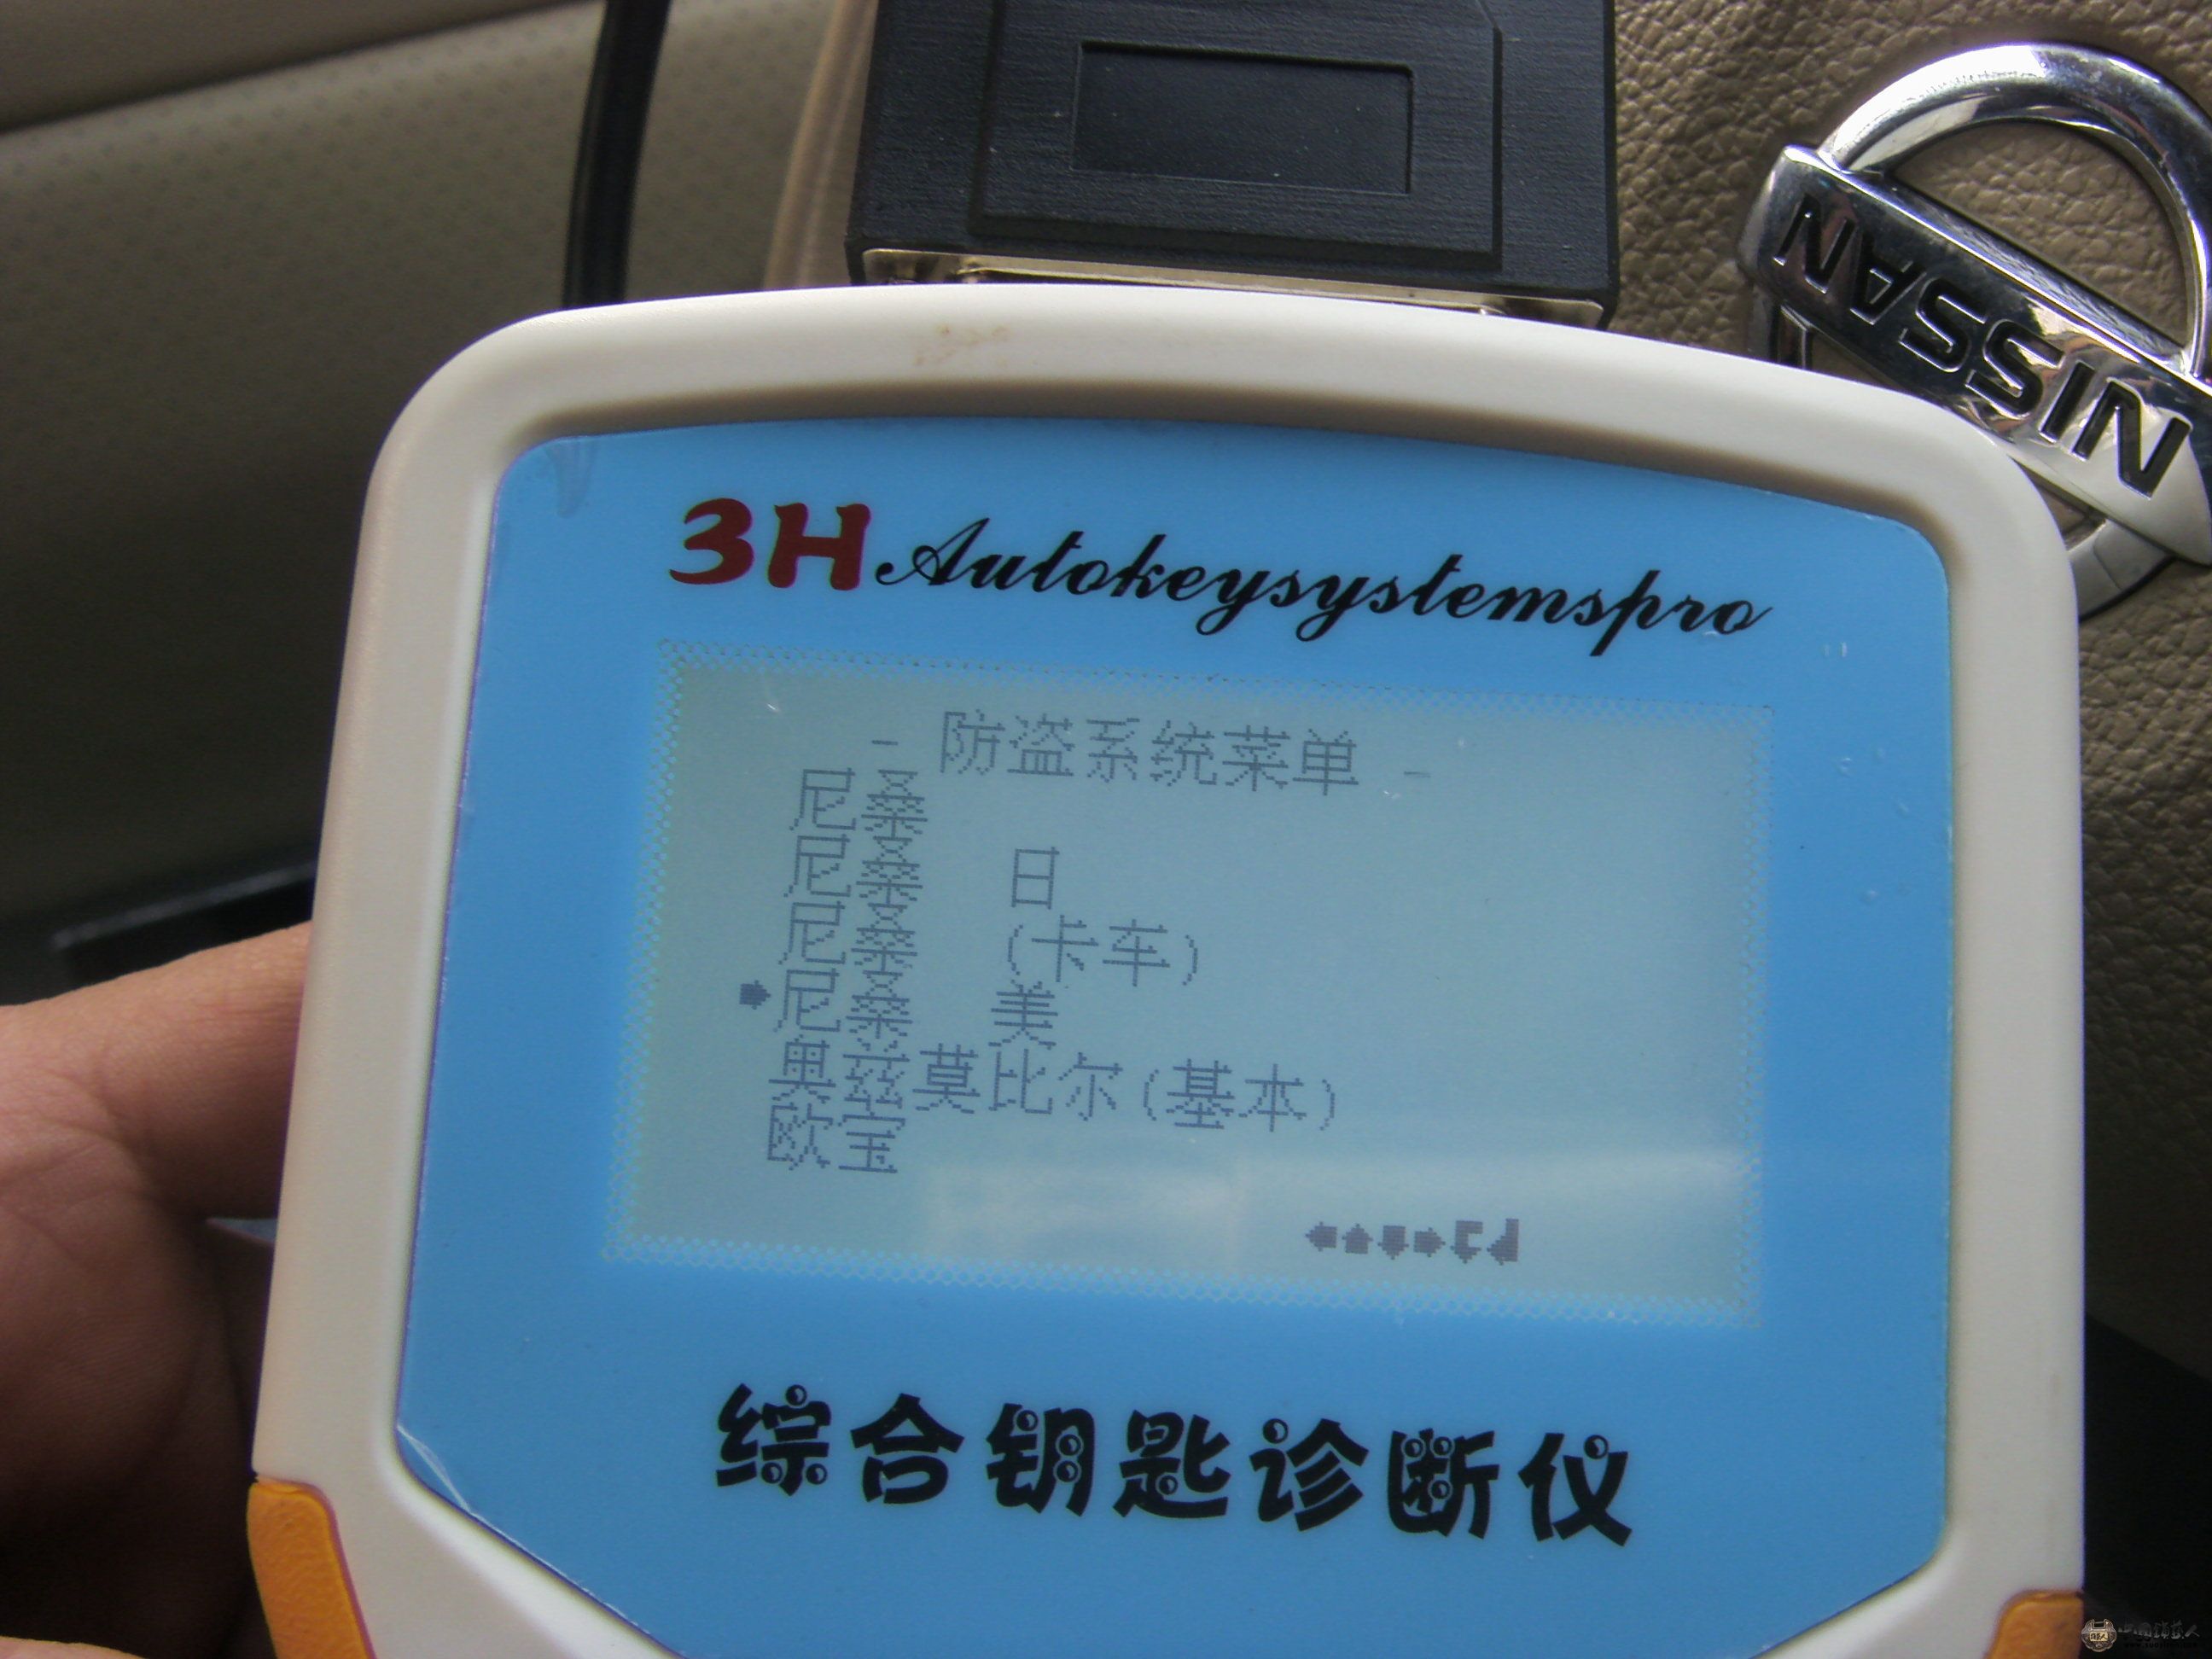 NISSAN
3H Autokeysystemspro
- 防盗系统菜单 -
尼桑
尼桑 日
尼桑 (卡车)
尼桑 美
奥兹莫比尔(基本)
欧宝
综合钥匙诊断仪